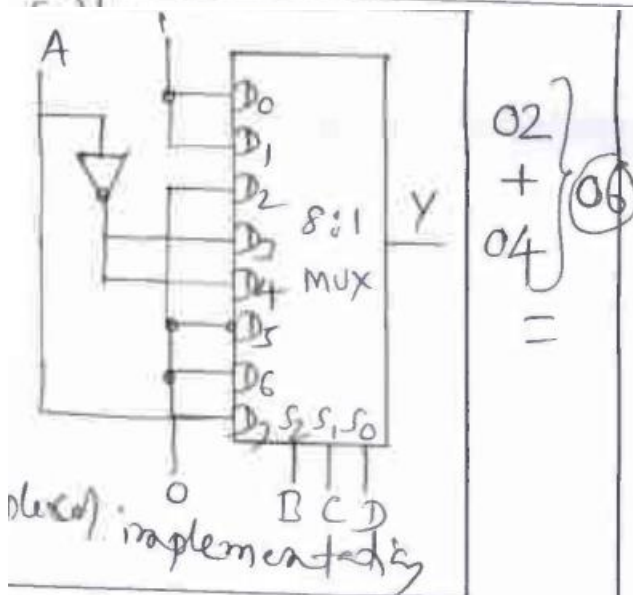 A 1
D0
D1
D2
D3
D4
D5
D6
D7
8:1
MUX
Y
S2 S1 S0
0
B C D
implementation
02
+
04
06
=